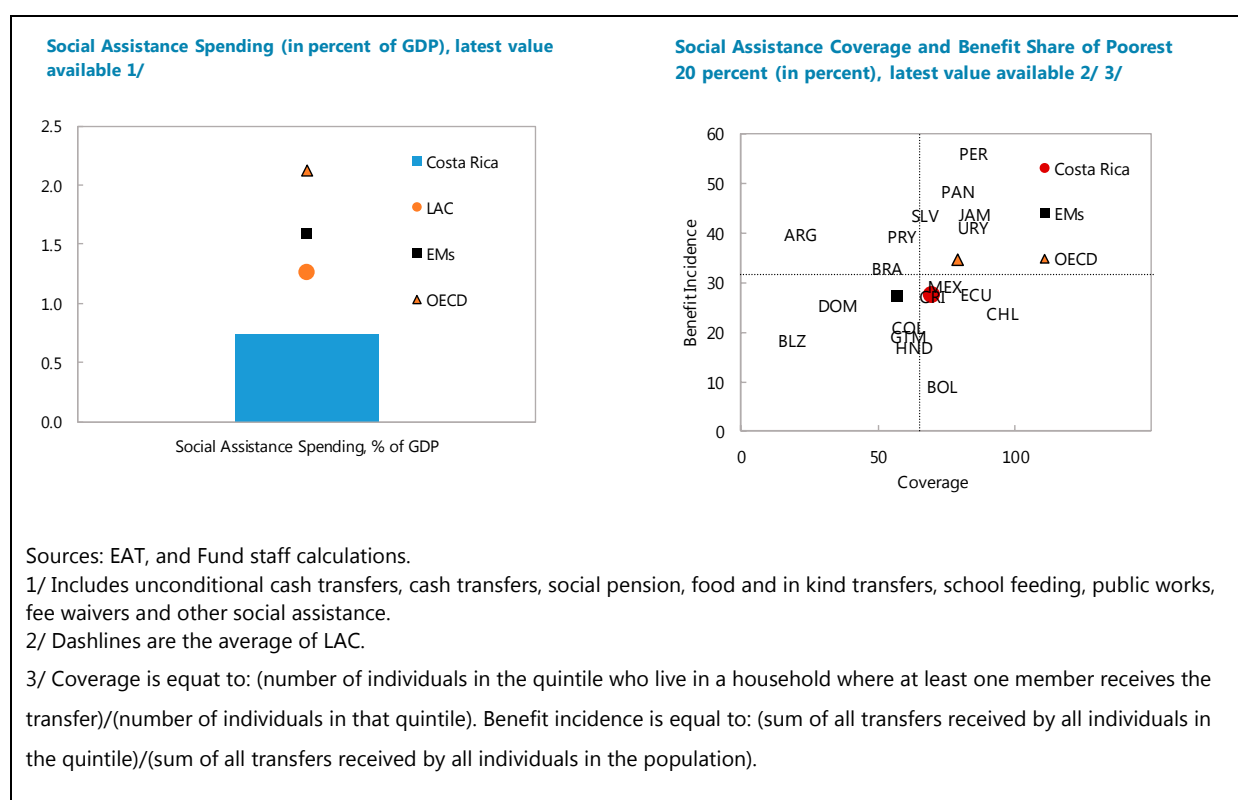 Social Assistance Spending (in percent of GDP), latest value
available 1/
2.5
2.0
1.5
1.0
0.5
0.0
Costa Rica
LAC
EMs
OECD
Social Assistance Spending, % of GDP
Social Assistance Coverage and Benefit Share of Poorest
20 percent (in percent), latest value available 2/ 3/
60
50
40
30
20
10
0
Benefit Incidence
PER
PAN
SLV
JAM
URY
ARG
PRY
BRA
MEX
CRI
ECU
DOM
CHL
COL
GTM
BLZ
HND
BOL
Costa Rica
EMs
OECD
0
50
100
Coverage
Sources: EAT, and Fund staff calculations.
1/ Includes unconditional cash transfers, cash transfers, social pension, food and in kind transfers, school feeding, public works,
fee waivers and other social assistance.
2/ Dashlines are the average of LAC.
3/ Coverage is equat to: (number of individuals in the quintile who live in a household where at least one member receives the
transfer)/(number of individuals in that quintile). Benefit incidence is equal to: (sum of all transfers received by all individuals in
the quintile)/(sum of all transfers received by all individuals in the population).